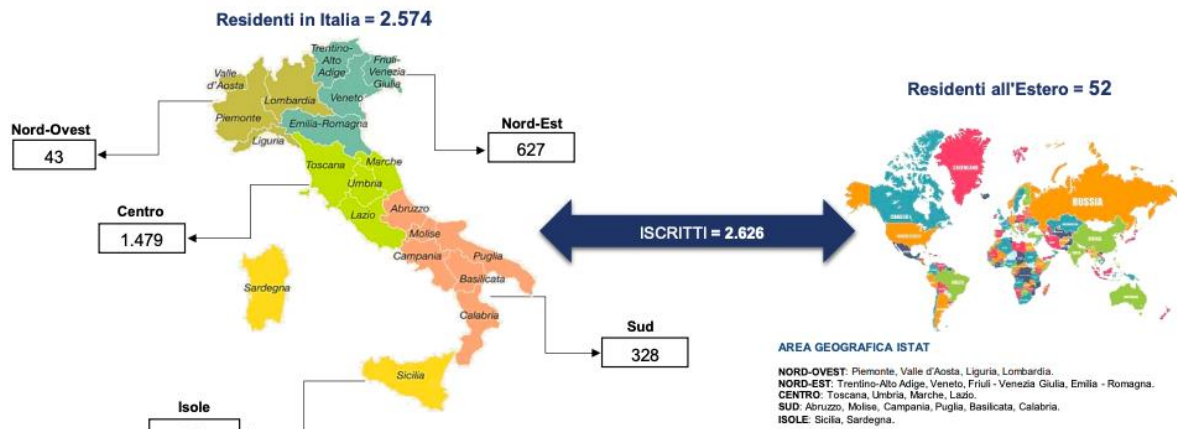 Residenti in Italia = 2.574
Trentino-
Alto
Adige
Friuli-
Venezia
Giulia
Valle
d'Aosta
Lombardia
Veneto
Piemonte
Emilia-Romagna
Liguria
Nord-Ovest
43
Nord-Est
627
Toscana
Marche
Umbria
Lazio
Abruzzo
Centro
1.479
Molise
Campania
Puglia
Basilicata
Sardegna
Calabria
Sud
328
Sicilia
Isole
ISCRITTI = 2.626
Residenti all'Estero = 52
GREENLAND
CANADA
RUSSIA
AREA GEOGRAFICA ISTAT
NORD-OVEST: Piemonte, Valle d'Aosta, Liguria, Lombardia.
NORD-EST: Trentino-Alto Adige, Veneto, Friuli - Venezia Giulia, Emilia - Romagna.
CENTRO: Toscana, Umbria, Marche, Lazio.
SUD: Abruzzo, Molise, Campania, Puglia, Basilicata, Calabria.
ISOLE: Sicilia, Sardegna.